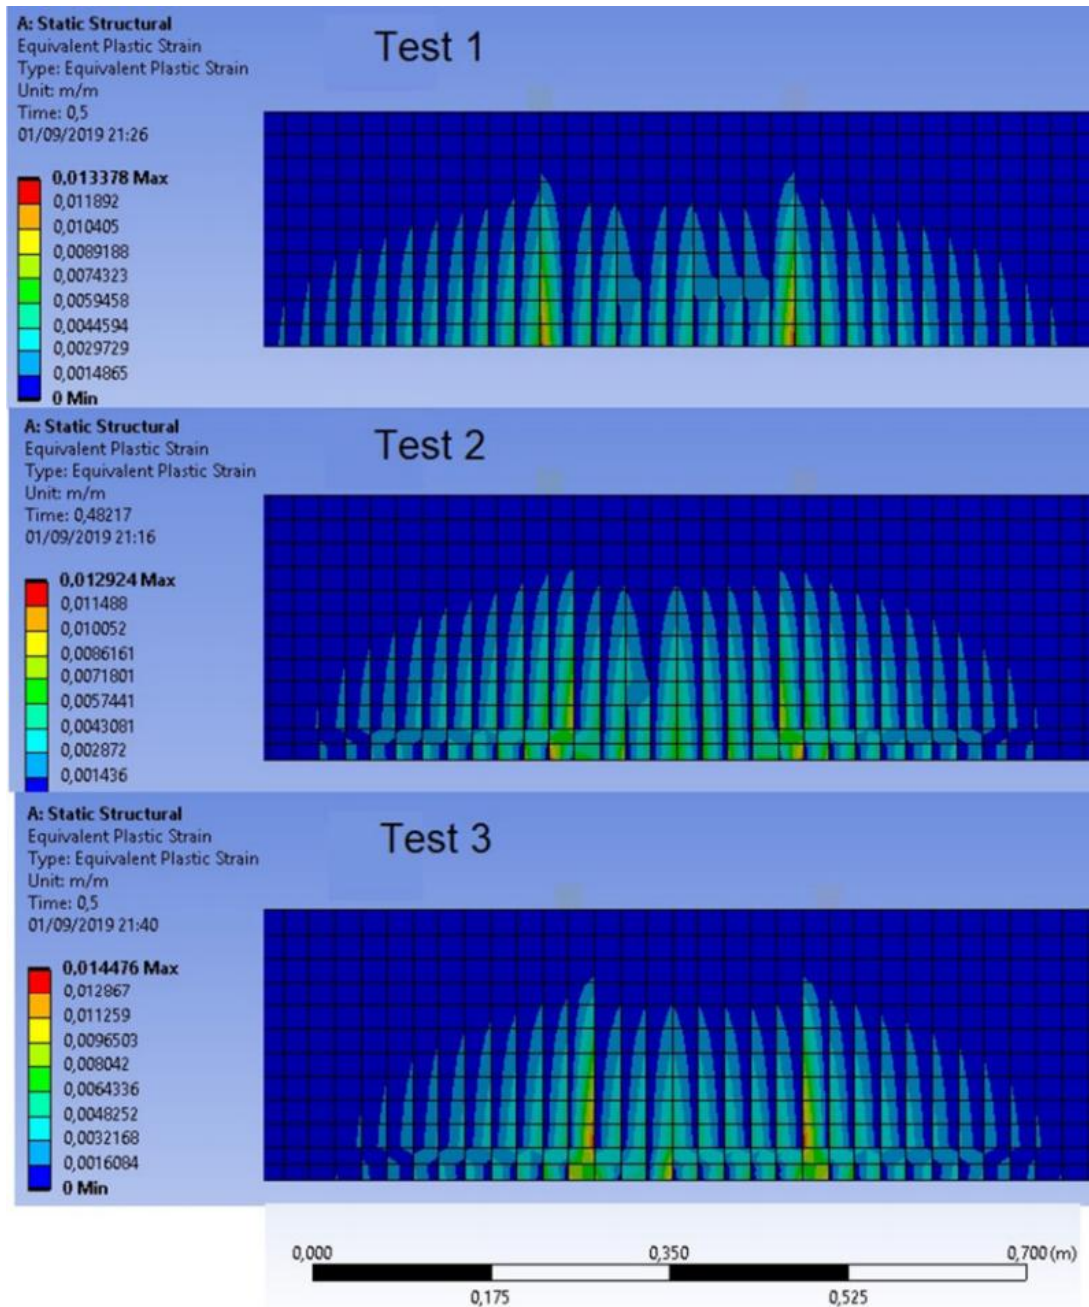 A: Static Structural
Equivalent Plastic Strain
Type: Equivalent Plastic Strain
Unit: m/m
Time: 0,5
01/09/2019 21:26
Test 1
0,013378 Max
0,011892
0,010405
0,0089188
0,0074323
0,0059458
0,0044594
0,0029729
0,0014865
0 Min
A: Static Structural
Equivalent Plastic Strain
Type: Equivalent Plastic Strain
Unit: m/m
Time: 0,48217
01/09/2019 21:16
Test 2
0,012924 Max
0,011488
0,010052
0,0086161
0,0071801
0,0057441
0,0043081
0,002872
0,001436
A: Static Structural
Equivalent Plastic Strain
Type: Equivalent Plastic Strain
Unit: m/m
Time: 0,5
01/09/2019 21:40
Test 3
0,014476 Max
0,012867
0,011259
0,0096503
0,008042
0,0064336
0,0048252
0,0032168
0,0016084
0 Min
0,000 0,350 0,700 (m)
0,175 0,525